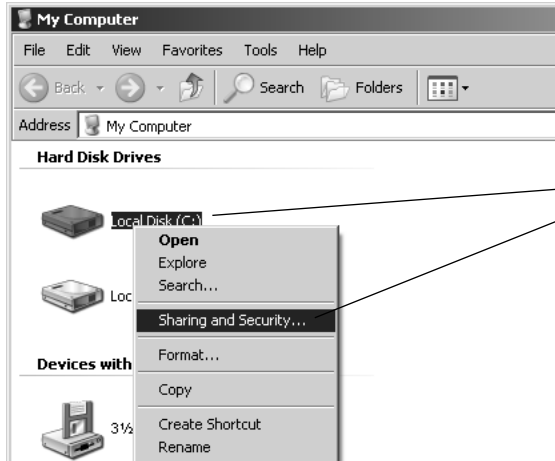 My Computer
File Edit View Favorites Tools Help
Back Search Folders
Address My Computer
Hard Disk Drives
Local Disk (C:)
Open
Explore
Search...
Loc
Sharing and Security...
Format...
Devices with
Copy
3½
Create Shortcut
Rename